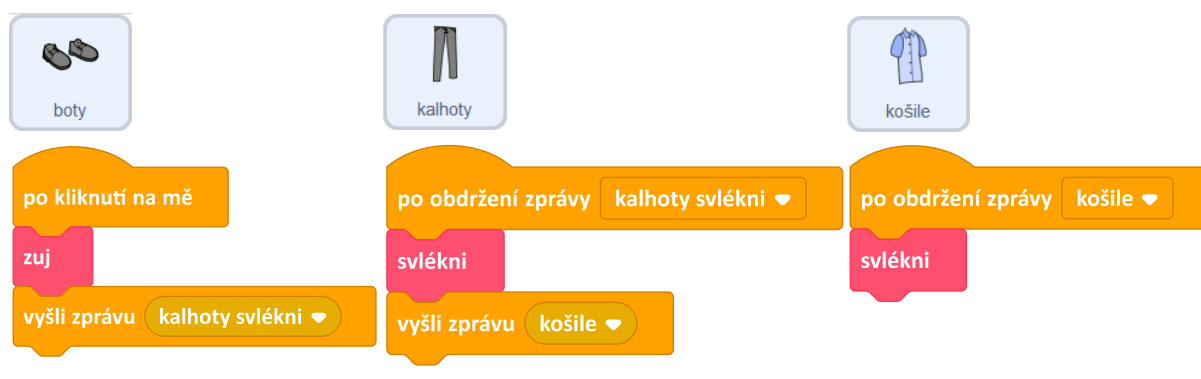 boty
po kliknutí na mě
zuj
vyšli zprávu kalhoty svlékni
kalhoty
po obdržení zprávy kalhoty svlékni
svlékni
vyšli zprávu košile
košile
po obdržení zprávy košile
svlékni